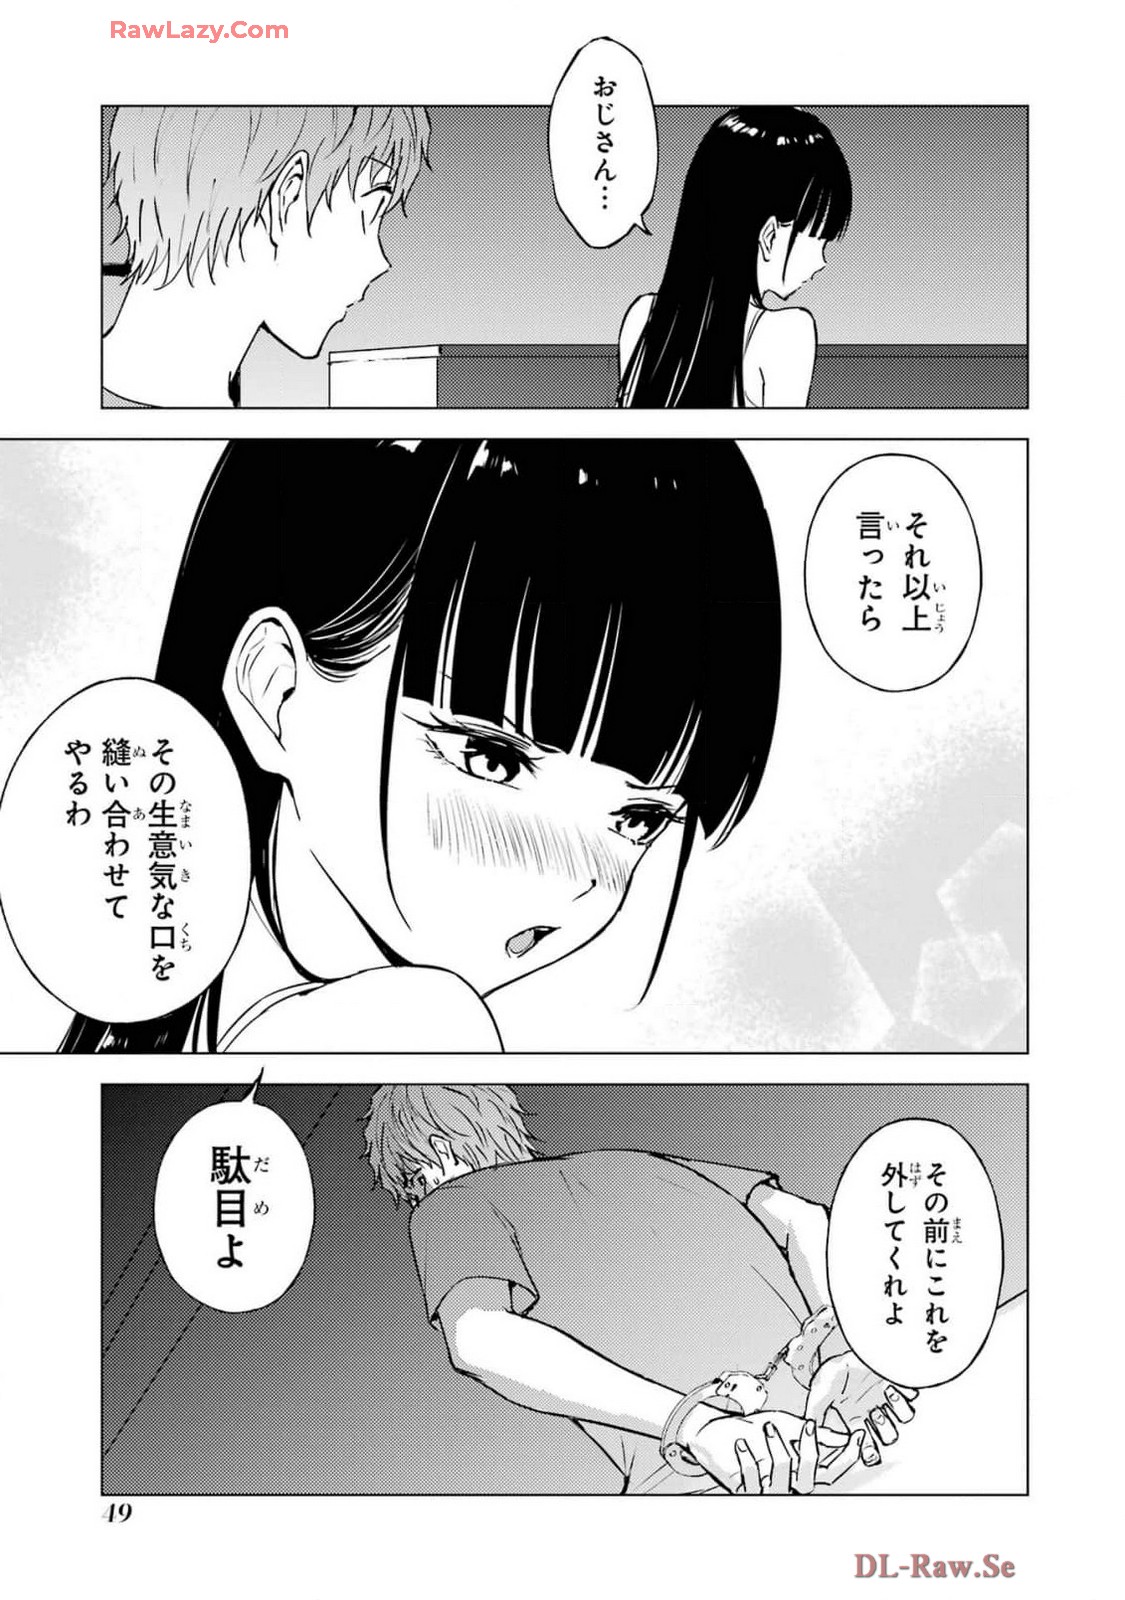 RawLazy.Com
おじさん…
それ以上
言ったら
その生意気な口を
縫い合わせて
やるわ
その前にこれを
外してくれよ
駄目よ
49
DL-Raw.Se